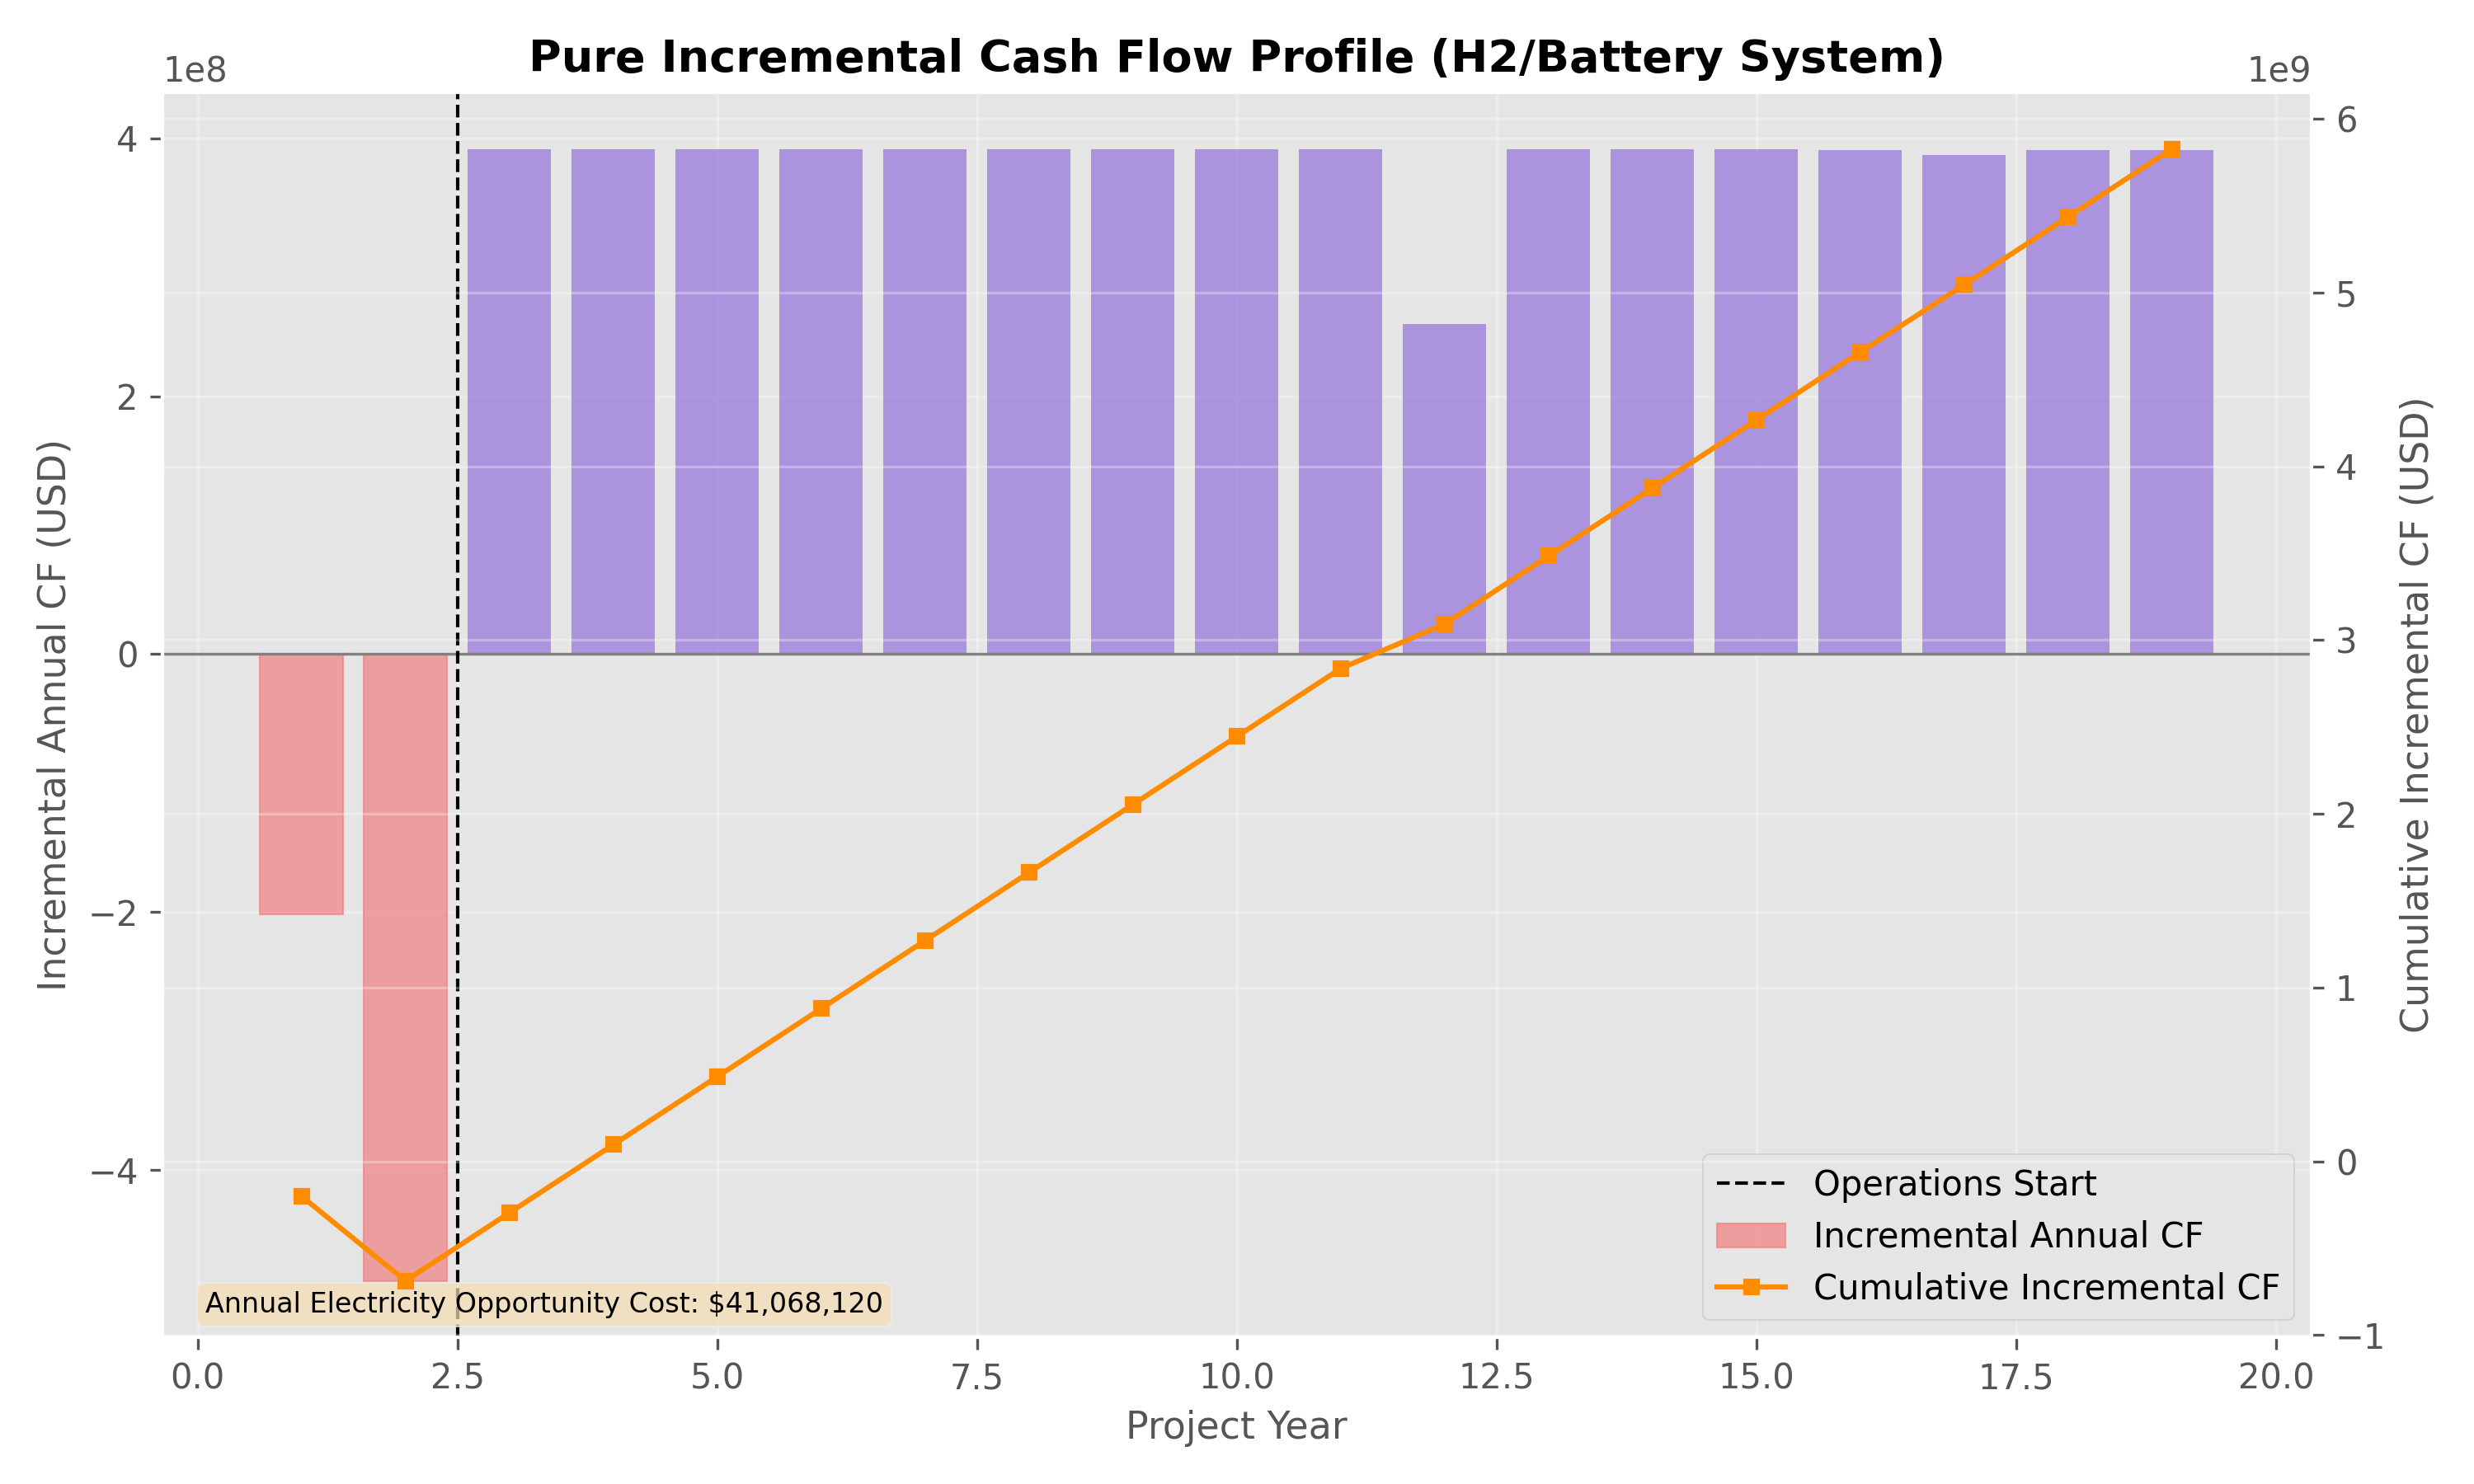 Pure Incremental Cash Flow Profile (H2/Battery System)
1e8
1e9
4
2
0
−2
−4
Incremental Annual CF (USD)
6
5
4
3
2
1
0
−1
Cumulative Incremental CF (USD)
Operations Start
Incremental Annual CF
Cumulative Incremental CF
Annual Electricity Opportunity Cost: $41,068,120
0.0 2.5 5.0 7.5 10.0 12.5 15.0 17.5 20.0
Project Year